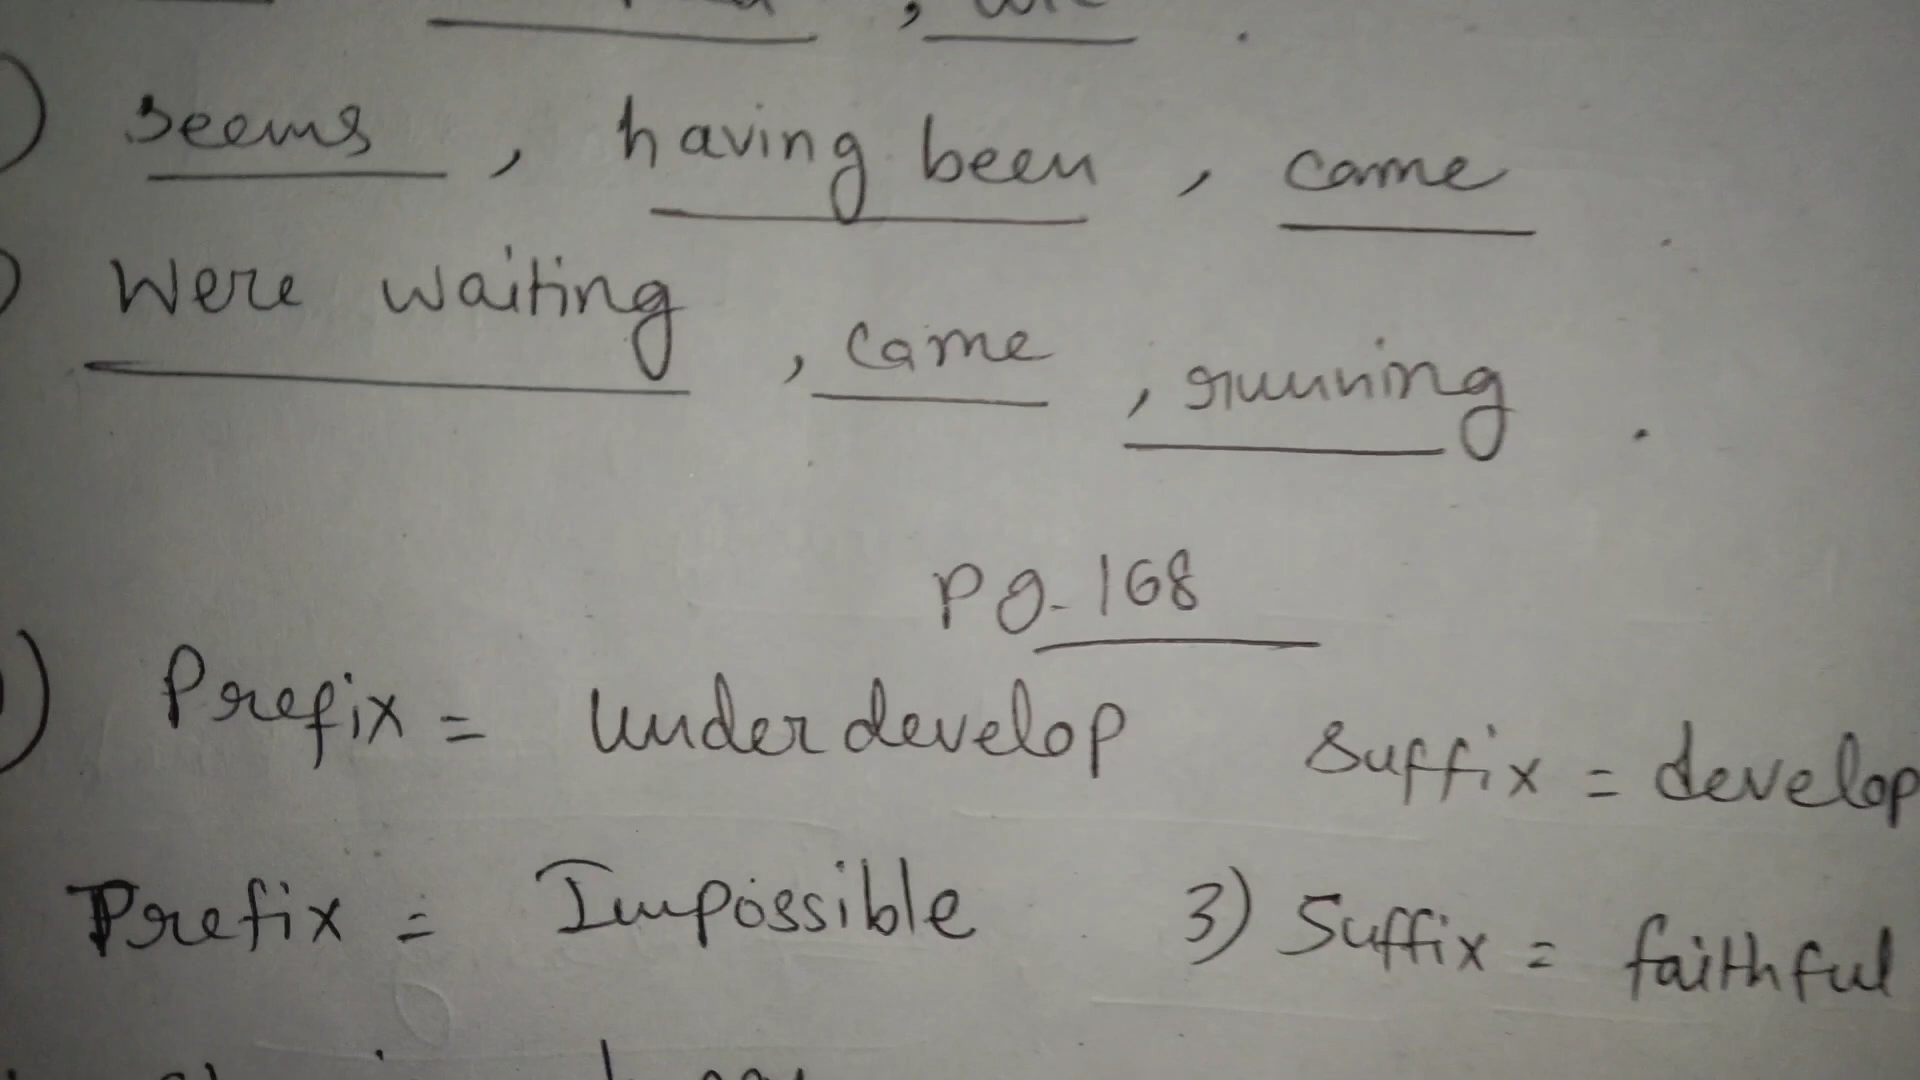 ) seems , having been , came
) Were waiting , came , running .
Pg-168
) Prefix = Underdevelop Suffix = develop
Prefix = Impossible 3) Suffix = faithful